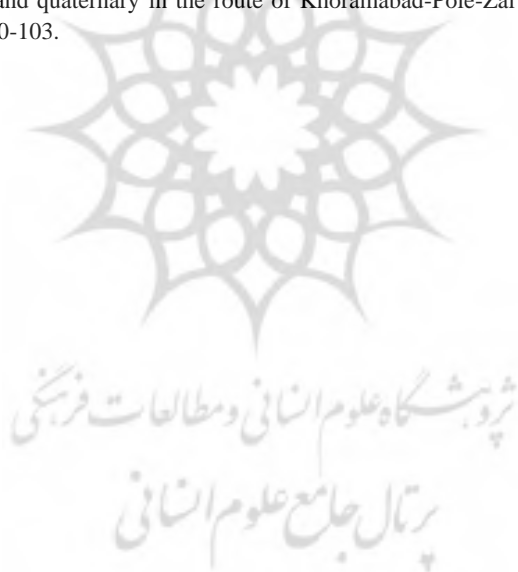 and quaternary in the route of Khoramabad-Pole-Zal
0-103.
پژوهشگاه علوم انسانی و مطالعات فرهنگی
پرتال جامع علوم انسانی